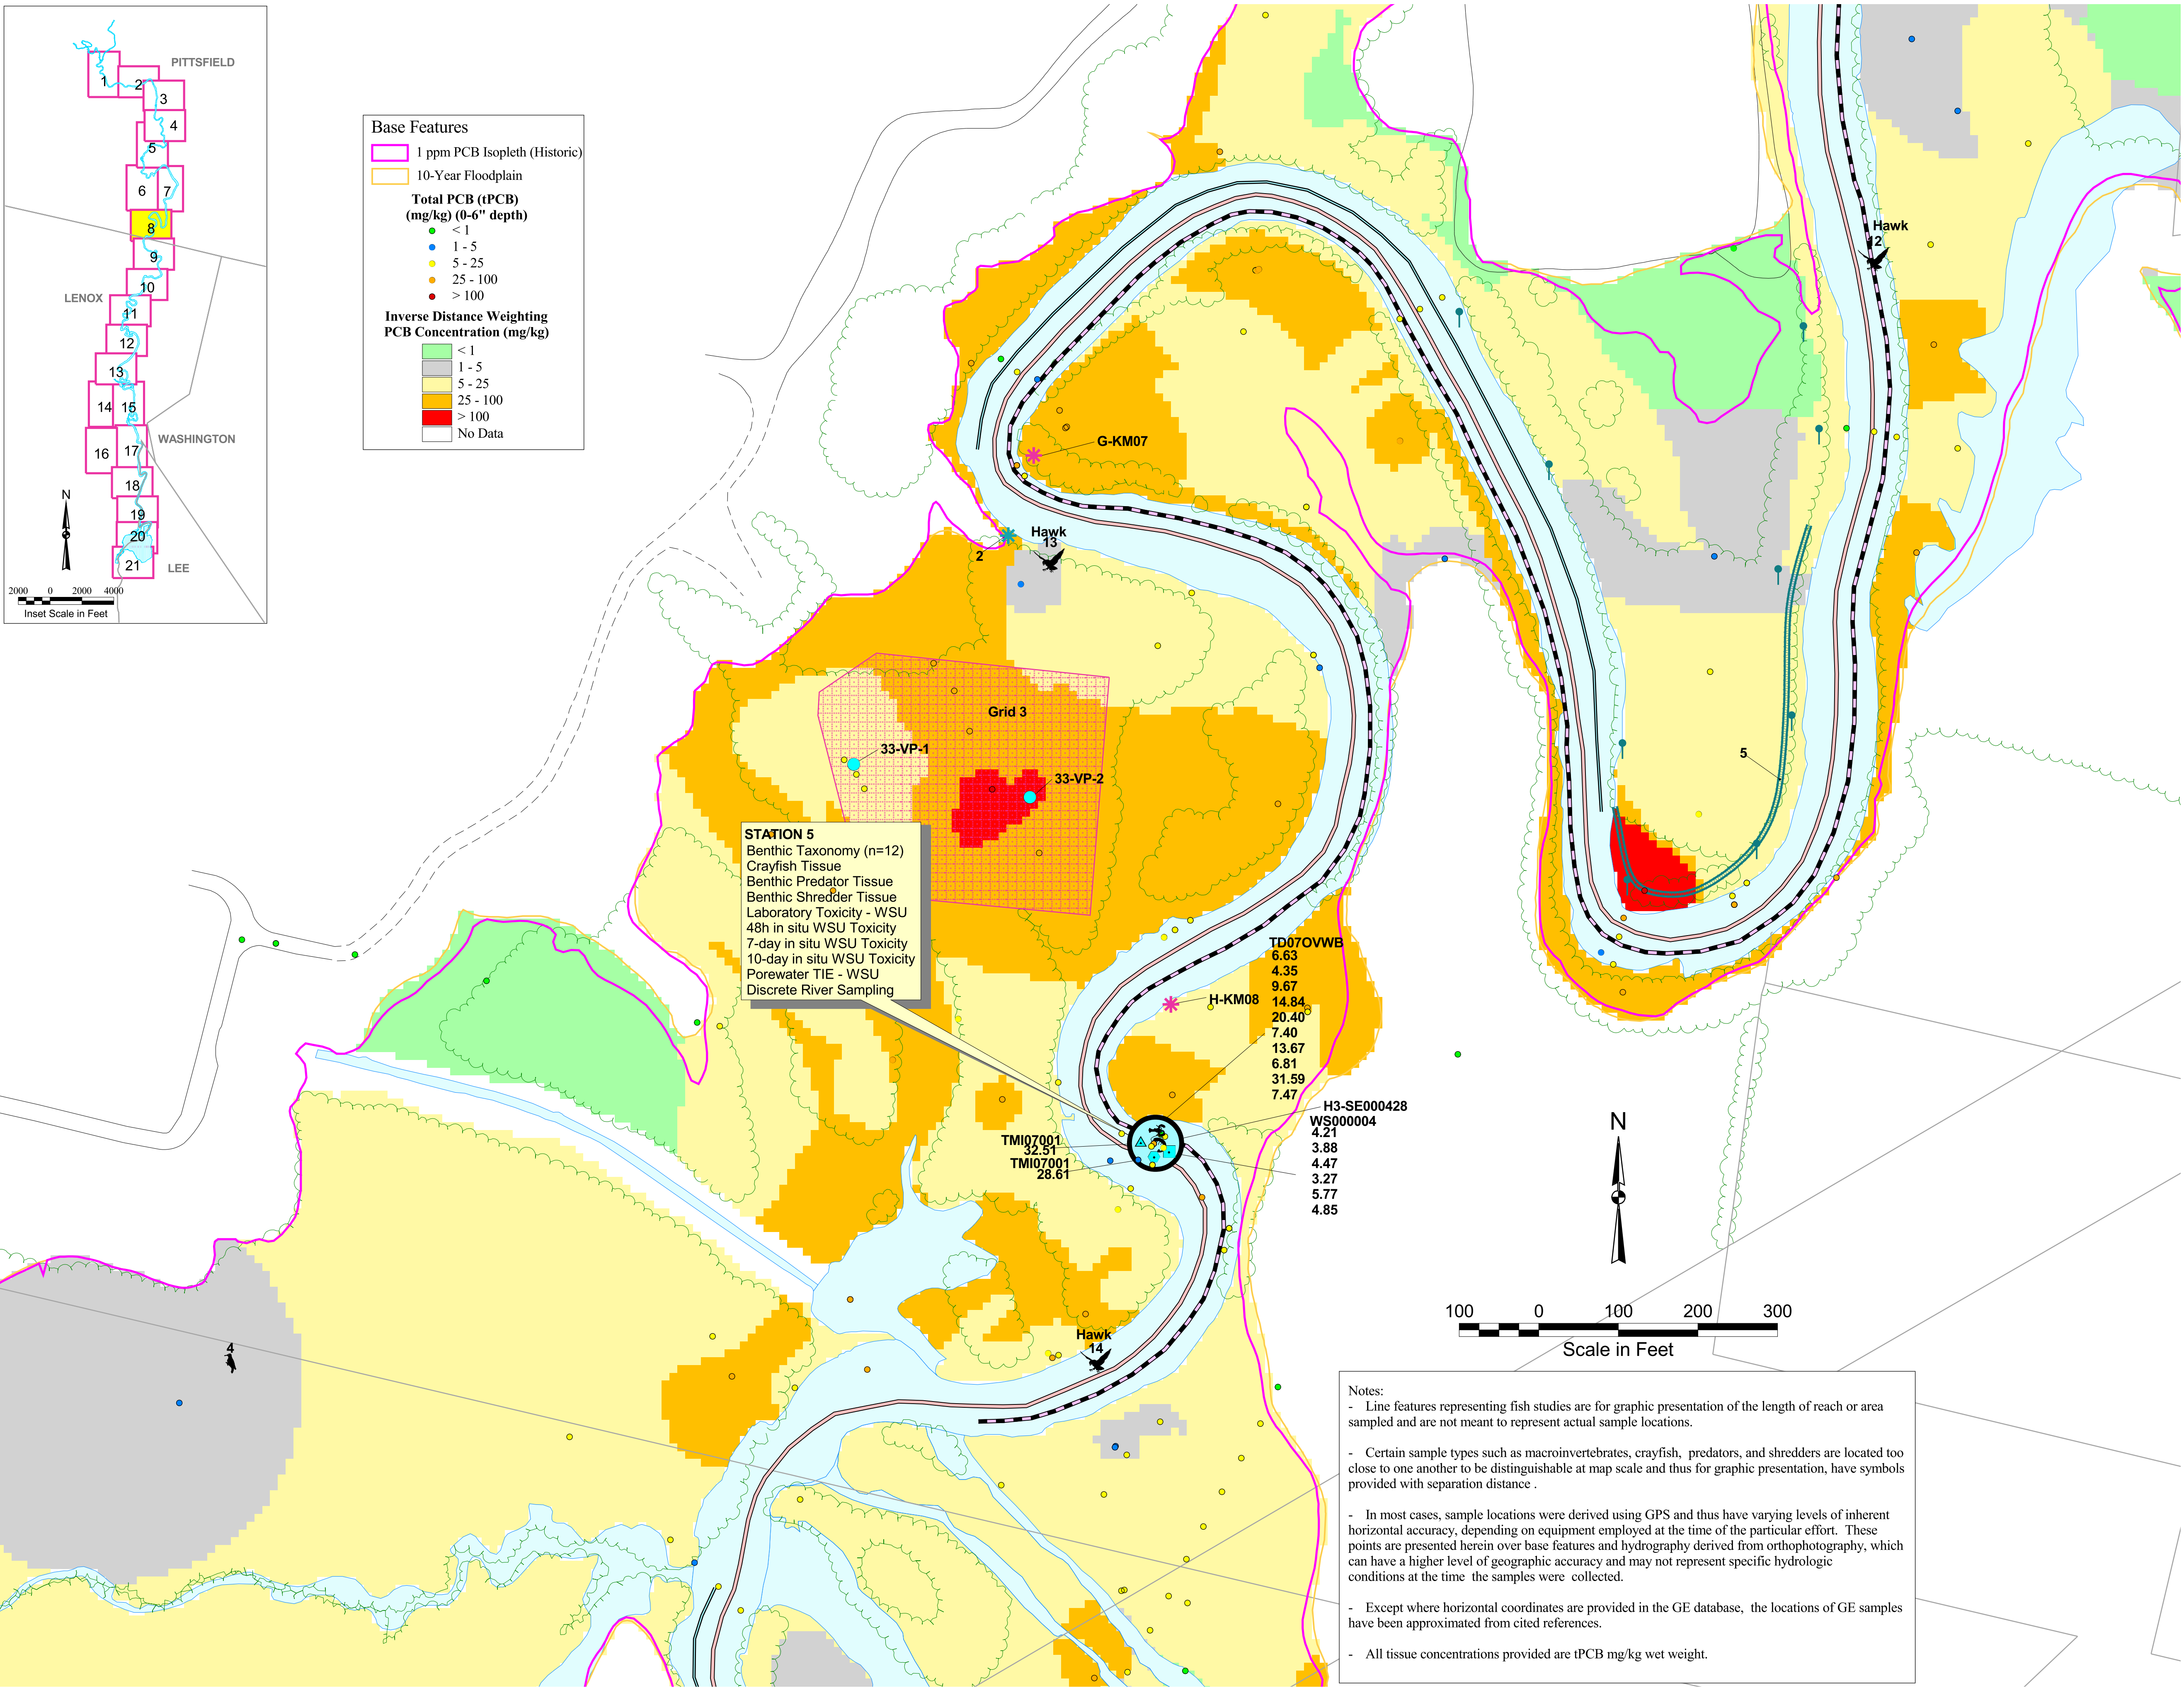 PITTSFIELD
1
2
3
4
5
6
7
8
9
10
LENOX
11
12
13
14
15
WASHINGTON
16
17
18
N
19
20
21
LEE
2000 0 2000 4000
Inset Scale in Feet
Base Features
1 ppm PCB Isopleth (Historic)
10-Year Floodplain
Total PCB (tPCB)
(mg/kg) (0-6" depth)
< 1
1 - 5
5 - 25
25 - 100
> 100
Inverse Distance Weighting
PCB Concentration (mg/kg)
< 1
1 - 5
5 - 25
25 - 100
> 100
No Data
Hawk
12
G-KM07
Hawk
13
2
Grid 3
33-VP-1
33-VP-2
5
STATION 5
Benthic Taxonomy (n=12)
Crayfish Tissue
Benthic Predator Tissue
Benthic Shredder Tissue
Laboratory Toxicity - WSU
48h in situ WSU Toxicity
7-day in situ WSU Toxicity
10-day in situ WSU Toxicity
Porewater TIE - WSU
Discrete River Sampling
TD07OVWB
6.63
4.35
9.67
14.84
20.40
7.40
13.67
6.81
31.59
7.47
H-KM08
H3-SE000428
WS000004
4.21
3.88
4.47
3.27
5.77
4.85
TMI07001
32.51
TMI07001
28.61
Hawk
14
4
N
100 0 100 200 300
Scale in Feet
Notes:
- Line features representing fish studies are for graphic presentation of the length of reach or area
sampled and are not meant to represent actual sample locations.
- Certain sample types such as macroinvertebrates, crayfish, predators, and shredders are located too
close to one another to be distinguishable at map scale and thus for graphic presentation, have symbols
provided with separation distance .
- In most cases, sample locations were derived using GPS and thus have varying levels of inherent
horizontal accuracy, depending on equipment employed at the time of the particular effort. These
points are presented herein over base features and hydrography derived from orthophotography, which
can have a higher level of geographic accuracy and may not represent specific hydrologic
conditions at the time the samples were collected.
- Except where horizontal coordinates are provided in the GE database, the locations of GE samples
have been approximated from cited references.
- All tissue concentrations provided are tPCB mg/kg wet weight.